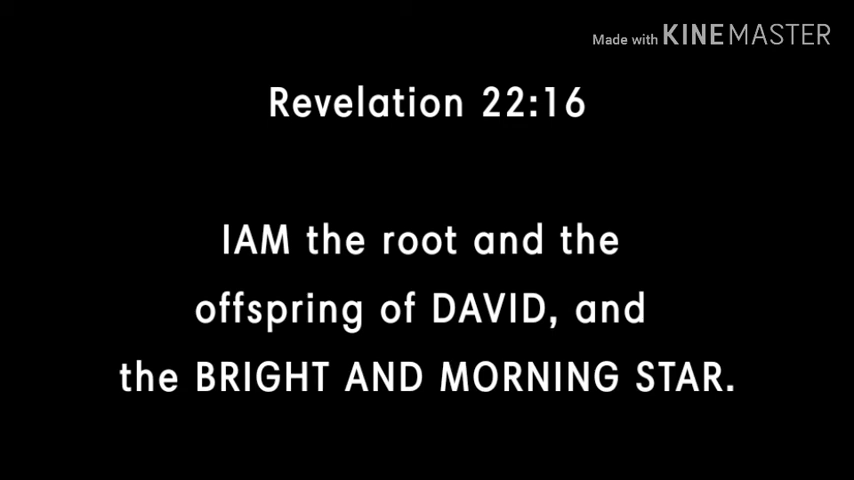 Made with KINEMASTER
Revelation 22:16
IAM the root and the
offspring of DAVID, and
the BRIGHT AND MORNING STAR.